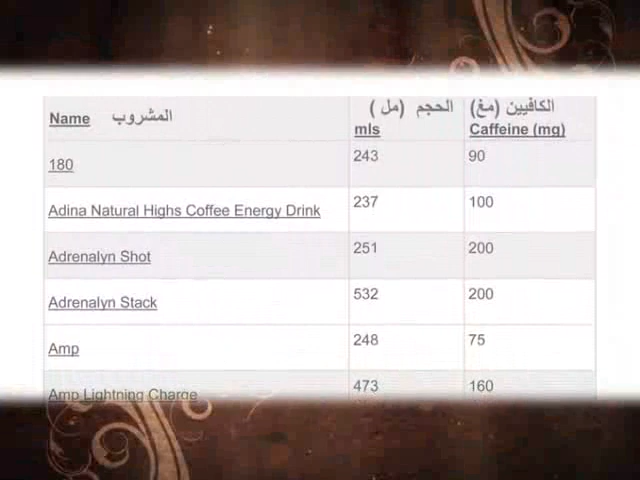 Name المشروب الحجم (مل) الكافيين (مغ)
mls Caffeine (mg)
180 243 90
Adina Natural Highs Coffee Energy Drink 237 100
Adrenalyn Shot 251 200
Adrenalyn Stack 532 200
Amp 248 75
Amp Lightning Charge 473 160